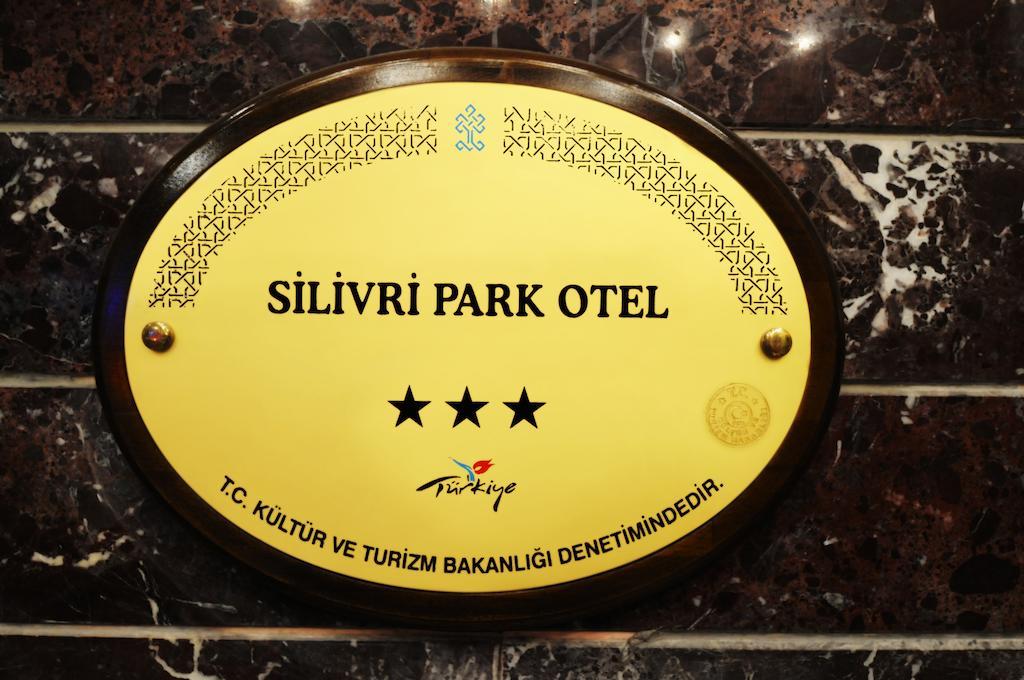 SİLİVRİ PARK OTEL
★★★
Türkiye
T.C. KÜLTÜR VE TURİZM BAKANLIĞI DENETİMİNDEDİR.
T.C.